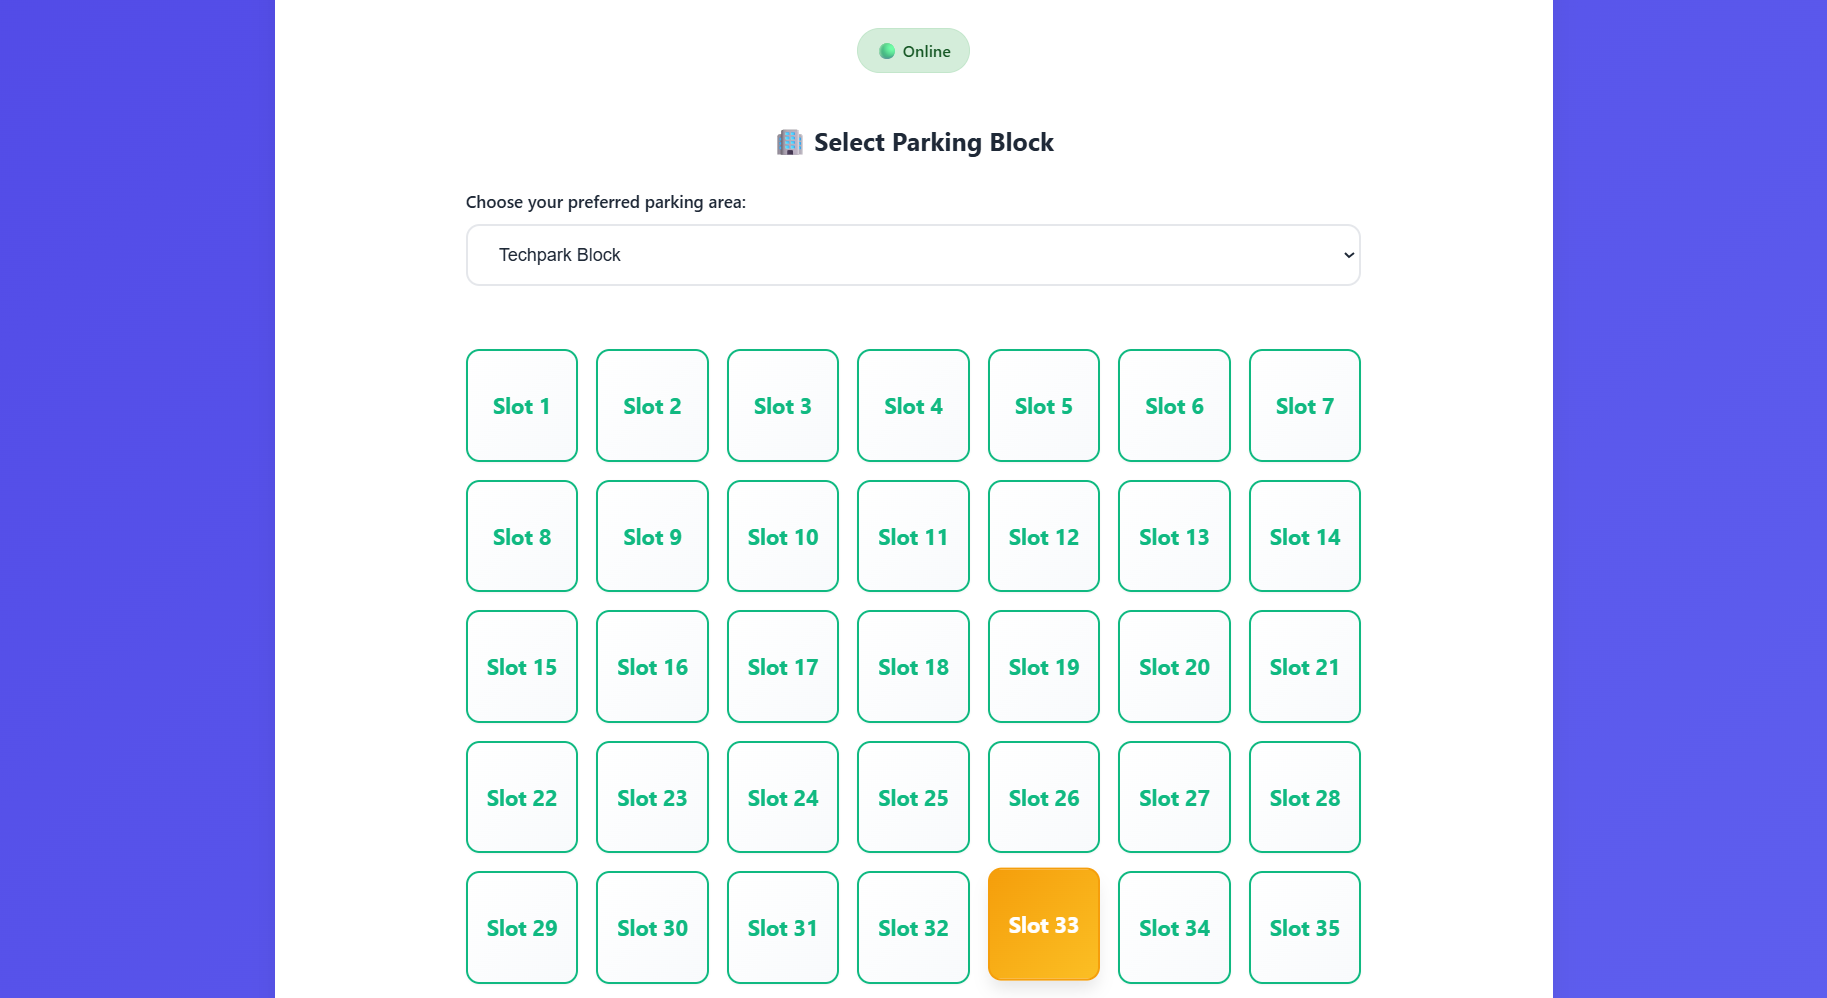 Online
Select Parking Block
Choose your preferred parking area:
Techpark Block
Slot 1 Slot 2 Slot 3 Slot 4 Slot 5 Slot 6 Slot 7
Slot 8 Slot 9 Slot 10 Slot 11 Slot 12 Slot 13 Slot 14
Slot 15 Slot 16 Slot 17 Slot 18 Slot 19 Slot 20 Slot 21
Slot 22 Slot 23 Slot 24 Slot 25 Slot 26 Slot 27 Slot 28
Slot 29 Slot 30 Slot 31 Slot 32 Slot 33 Slot 34 Slot 35